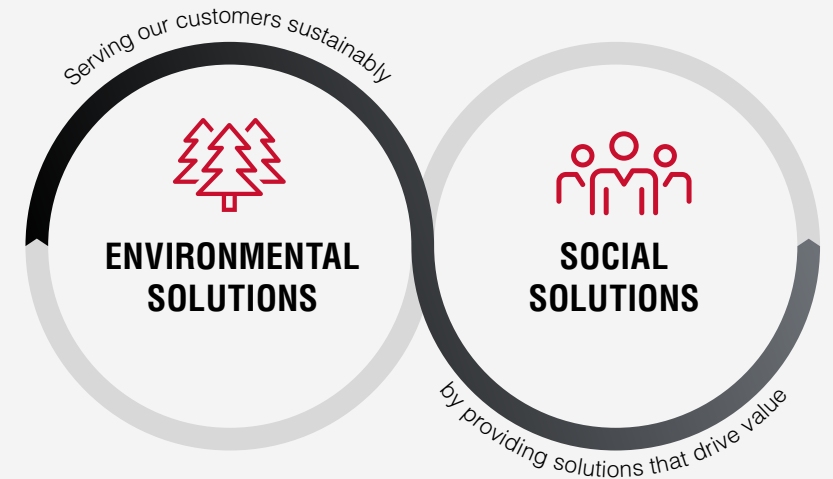 Serving our customers sustainably
ENVIRONMENTAL
SOLUTIONS
SOCIAL
SOLUTIONS
by providing solutions that drive value